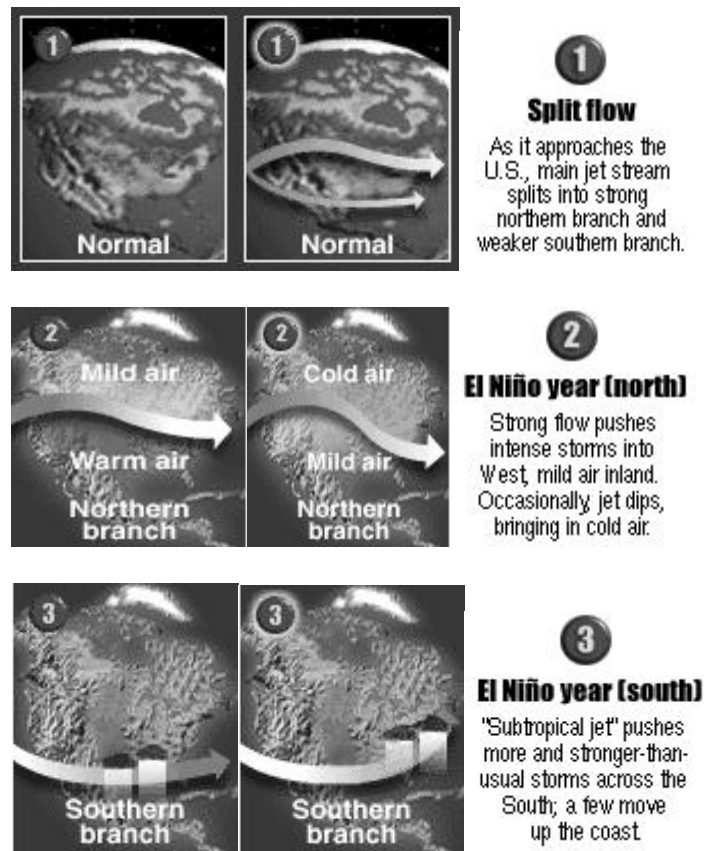 1
Normal
1
Normal
1
Split flow
As it approaches the
U.S., main jet stream
splits into strong
northern branch and
weaker southern branch.
2
Mild air
Warm air
Northern
branch
2
Cold air
Mild air
Northern
branch
2
El Niño year (north)
Strong flow pushes
intense storms into
West, mild air inland.
Occasionally, jet dips,
bringing in cold air.
3
Southern
branch
3
Southern
branch
3
El Niño year (south)
"Subtropical jet" pushes
more and stronger-than-
usual storms across the
South; a few move
up the coast.